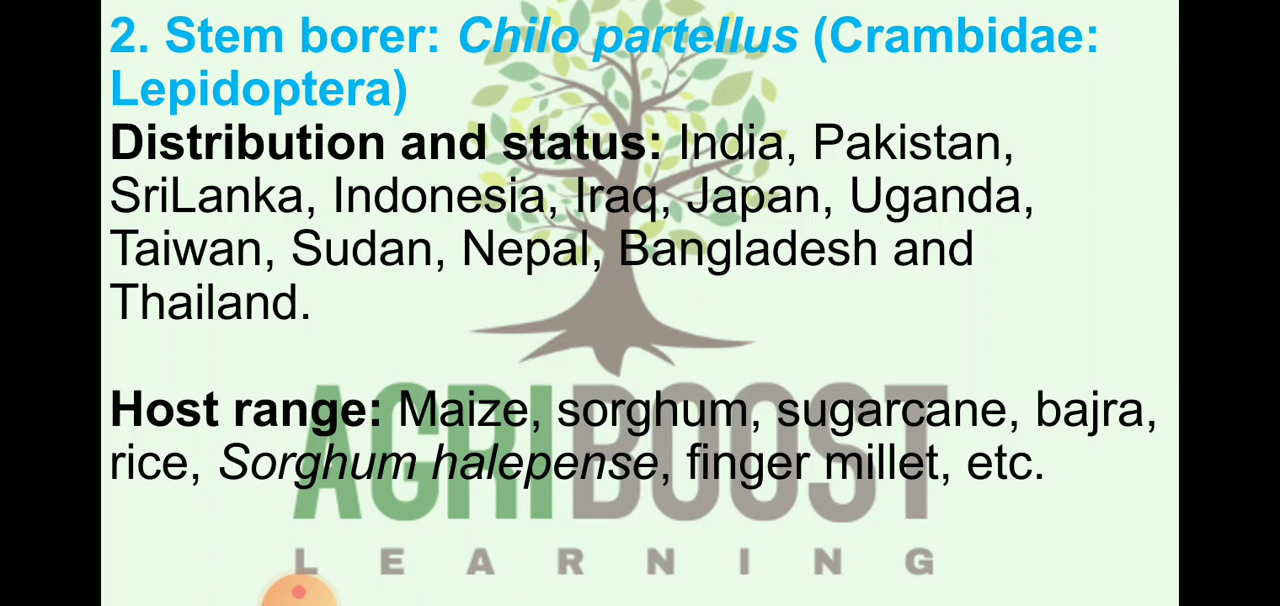 2. Stem borer: Chilo partellus (Crambidae:
Lepidoptera)
Distribution and status: India, Pakistan,
SriLanka, Indonesia, Iraq, Japan, Uganda,
Taiwan, Sudan, Nepal, Bangladesh and
Thailand.
Host range: Maize, sorghum, sugarcane, bajra,
rice, Sorghum halepense, finger millet, etc.
AGRIBOOST
LEARNING